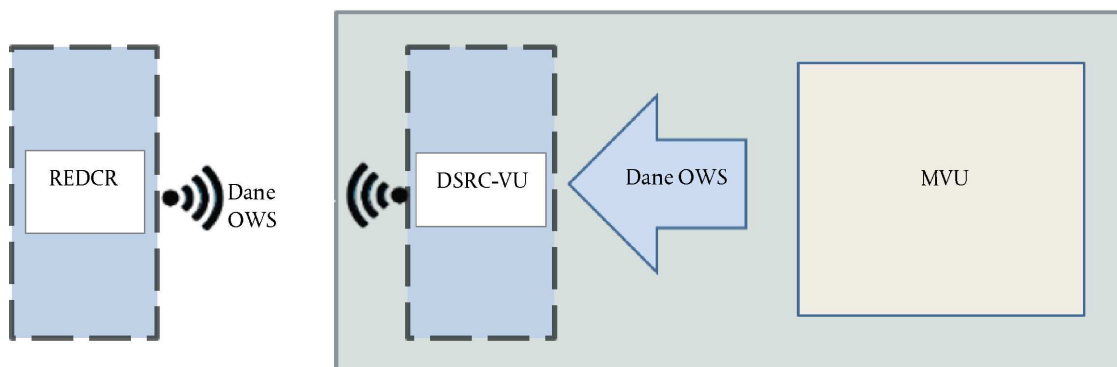 REDCR
Dane
OWS
DSRC-VU
Dane OWS
MVU